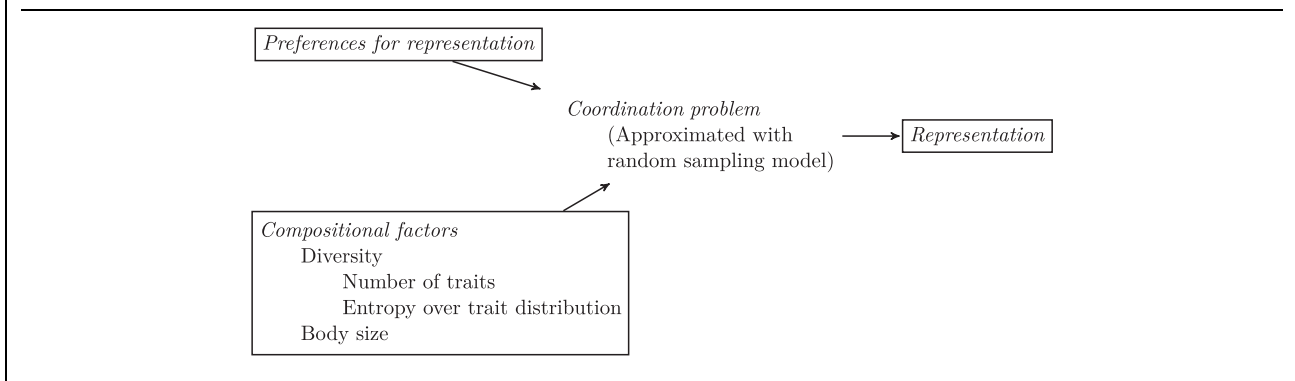 Preferences for representation
Coordination problem
(Approximated with
random sampling model)
Representation
Compositional factors
Diversity
Number of traits
Entropy over trait distribution
Body size